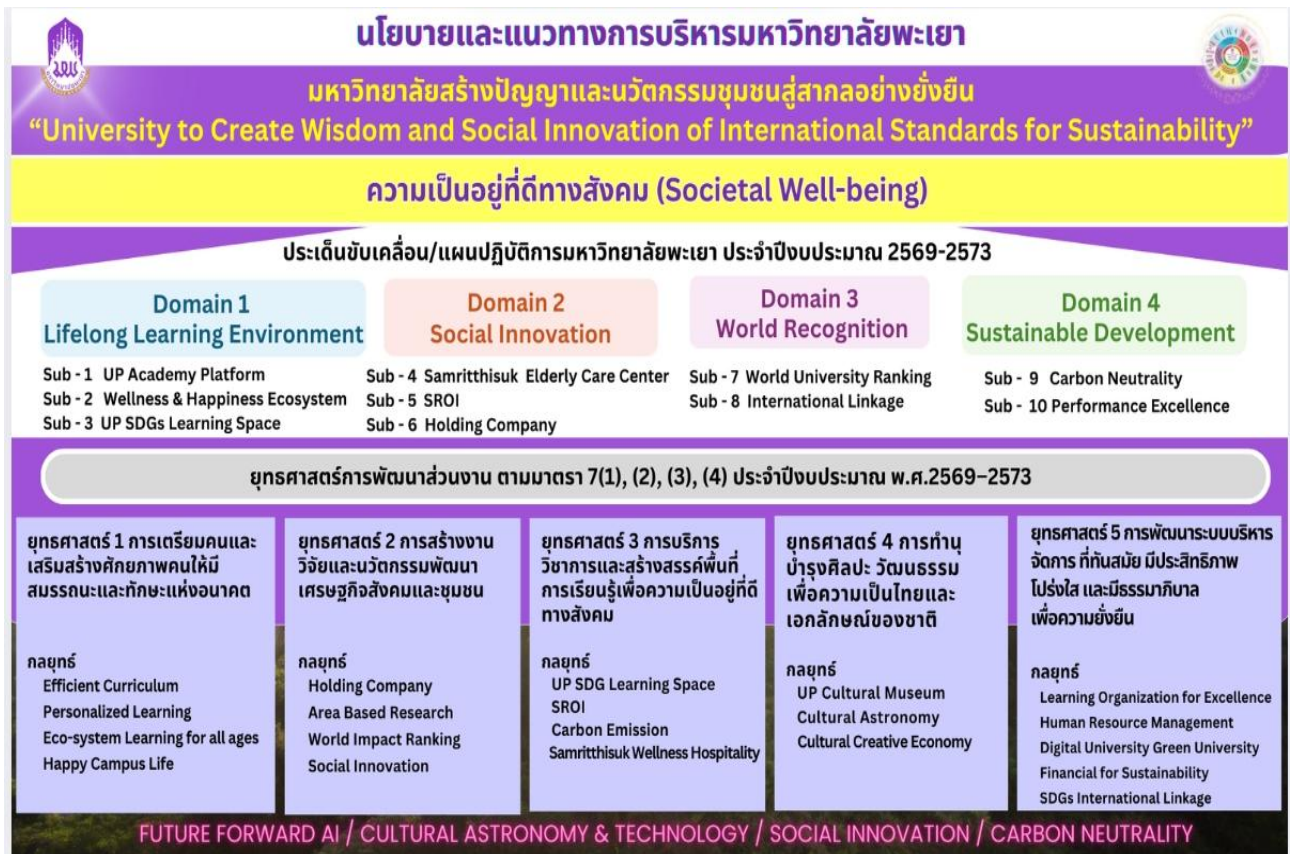 นโยบายและแนวทางการบริหารมหาวิทยาลัยพะเยา
มหาวิทยาลัยสร้างปัญญาและนวัตกรรมชุมชนสู่สากลอย่างยั่งยืน
“University to Create Wisdom and Social Innovation of International Standards for Sustainability”
ความเป็นอยู่ที่ดีทางสังคม (Societal Well-being)
ประเด็นขับเคลื่อน/แผนปฏิบัติการมหาวิทยาลัยพะเยา ประจำปีงบประมาณ 2569-2573
Domain 1
Lifelong Learning Environment
Sub - 1 UP Academy Platform
Sub - 2 Wellness & Happiness Ecosystem
Sub - 3 UP SDGs Learning Space
Domain 2
Social Innovation
Sub - 4 Samritthisuk Elderly Care Center
Sub - 5 SROI
Sub - 6 Holding Company
Domain 3
World Recognition
Sub - 7 World University Ranking
Sub - 8 International Linkage
Domain 4
Sustainable Development
Sub - 9 Carbon Neutrality
Sub - 10 Performance Excellence
ยุทธศาสตร์การพัฒนาส่วนงาน ตามมาตรา 7(1), (2), (3), (4) ประจำปีงบประมาณ พ.ศ.2569–2573
ยุทธศาสตร์ 1 การเตรียมคนและ
เสริมสร้างศักยภาพคนให้มี
สมรรถนะและทักษะแห่งอนาคต
กลยุทธ์
Efficient Curriculum
Personalized Learning
Eco-system Learning for all ages
Happy Campus Life
ยุทธศาสตร์ 2 การสร้างงาน
วิจัยและนวัตกรรมพัฒนา
เศรษฐกิจสังคมและชุมชน
กลยุทธ์
Holding Company
Area Based Research
World Impact Ranking
Social Innovation
ยุทธศาสตร์ 3 การบริการ
วิชาการและสร้างสรรค์พื้นที่
การเรียนรู้เพื่อความเป็นอยู่ที่ดี
ทางสังคม
กลยุทธ์
UP SDG Learning Space
SROI
Carbon Emission
Samritthisuk Wellness Hospitality
ยุทธศาสตร์ 4 การทำนุ
บำรุงศิลปะ วัฒนธรรม
เพื่อความเป็นไทยและ
เอกลักษณ์ของชาติ
กลยุทธ์
UP Cultural Museum
Cultural Astronomy
Cultural Creative Economy
ยุทธศาสตร์ 5 การพัฒนาระบบบริหาร
จัดการ ที่ทันสมัย มีประสิทธิภาพ
โปร่งใส และมีธรรมาภิบาล
เพื่อความยั่งยืน
กลยุทธ์
Learning Organization for Excellence
Human Resource Management
Digital University Green University
Financial for Sustainability
SDGs International Linkage
FUTURE FORWARD AI / CULTURAL ASTRONOMY & TECHNOLOGY / SOCIAL INNOVATION / CARBON NEUTRALITY